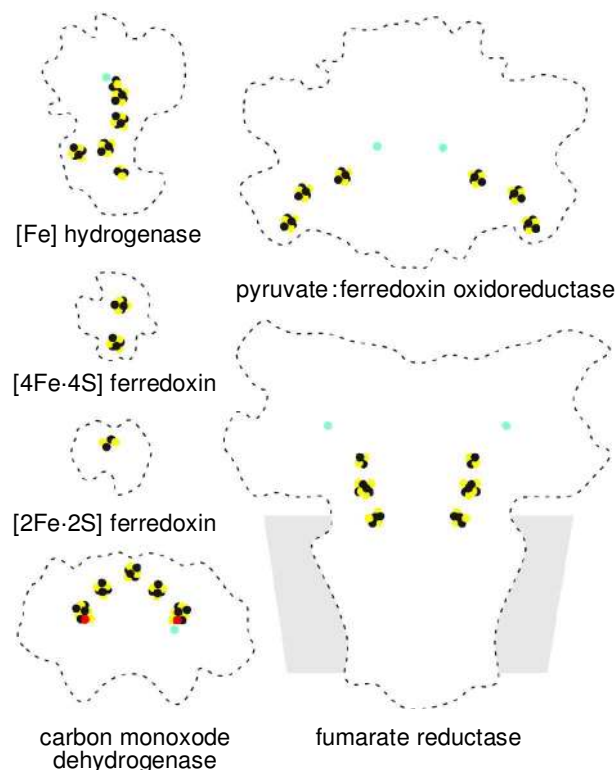 [Fe] hydrogenase
pyruvate:ferredoxin oxidoreductase
[4Fe·4S] ferredoxin
[2Fe·2S] ferredoxin
carbon monoxode
dehydrogenase
fumarate reductase